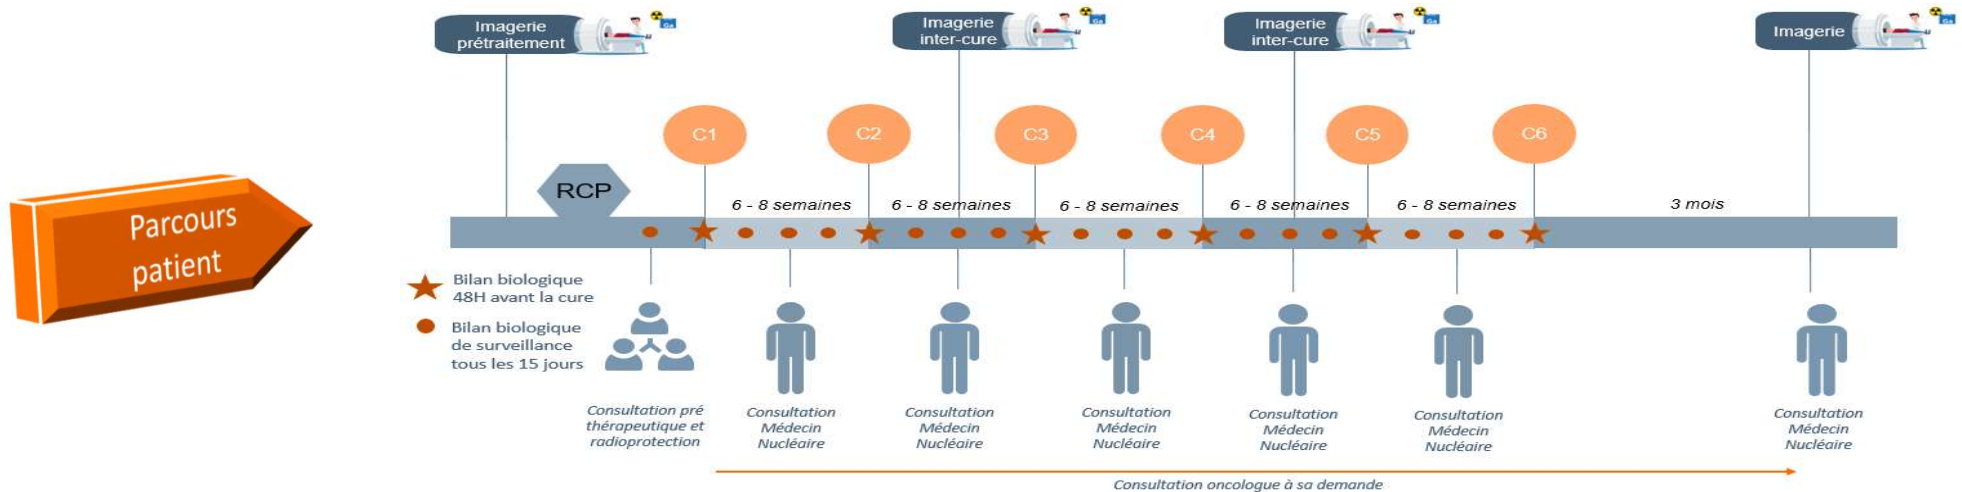 Imagerie
prétraitement
Ga
Imagerie
inter-cure
Ga
Imagerie
inter-cure
Ga
Imagerie
Ga
C1
C2
C3
C4
C5
C6
RCP
6 - 8 semaines
6 - 8 semaines
6 - 8 semaines
6 - 8 semaines
6 - 8 semaines
3 mois
Parcours
patient
Bilan biologique
48H avant la cure
Bilan biologique
de surveillance
tous les 15 jours
Consultation pré
thérapeutique et
radioprotection
Consultation
Médecin
Nucléaire
Consultation
Médecin
Nucléaire
Consultation
Médecin
Nucléaire
Consultation
Médecin
Nucléaire
Consultation
Médecin
Nucléaire
Consultation
Médecin
Nucléaire
Consultation oncologue à sa demande